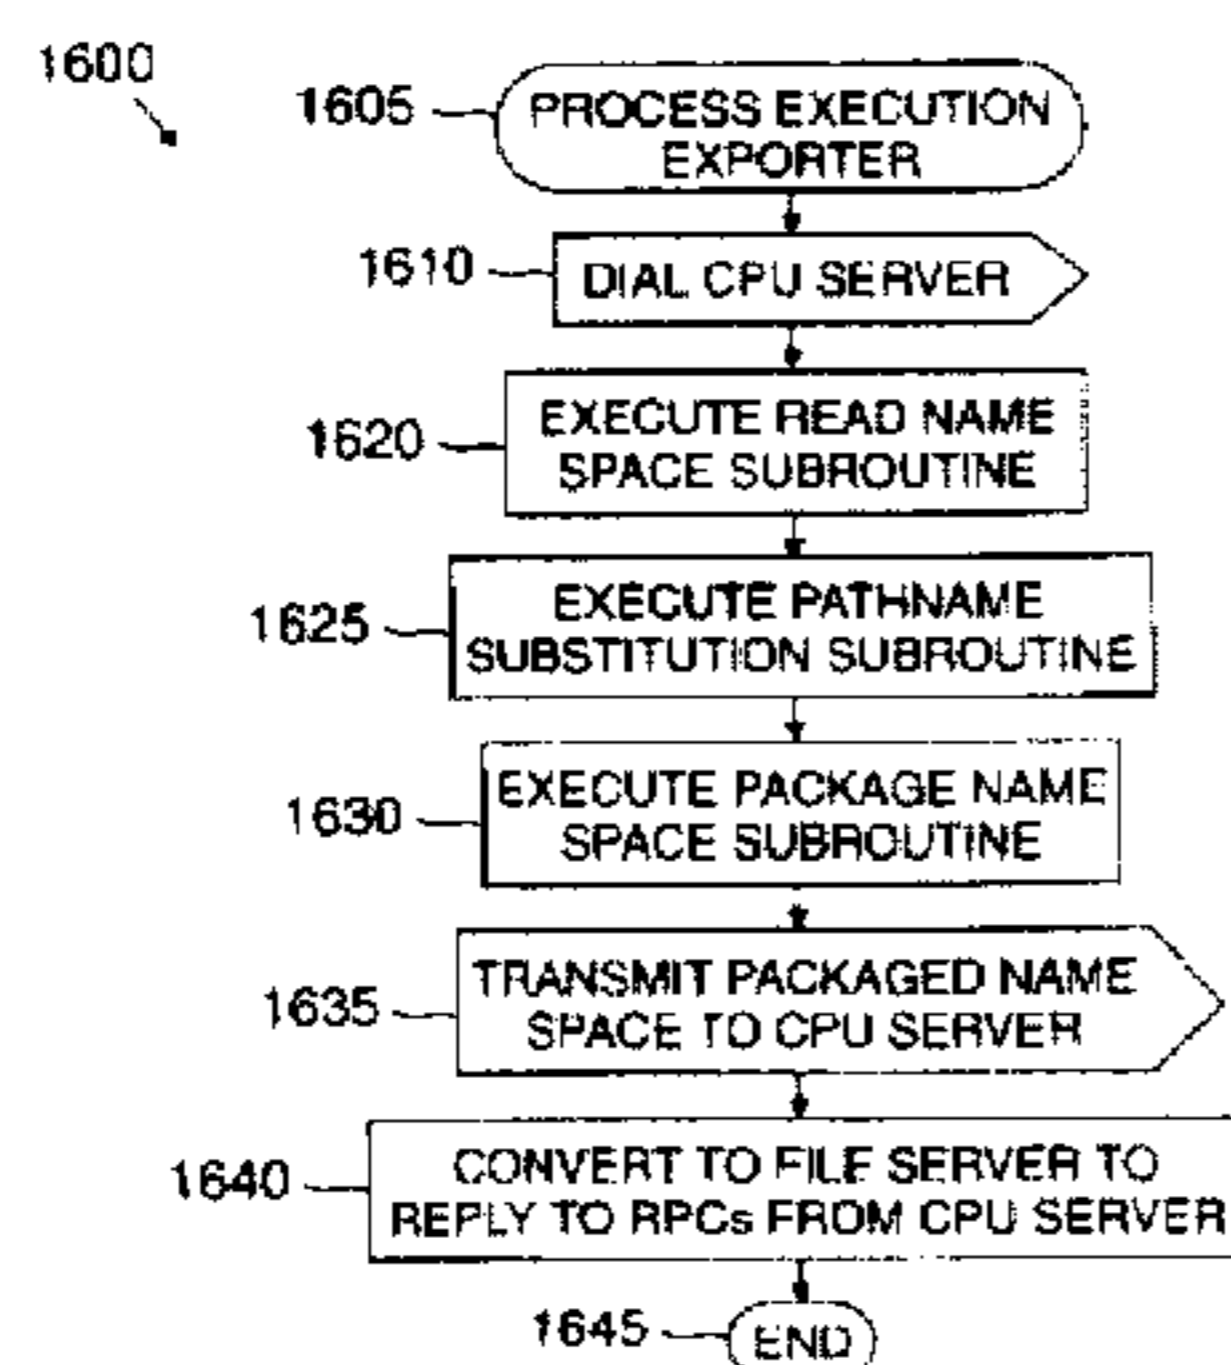 1600
1605
PROCESS EXECUTION
EXPORTER
1610
DIAL CPU SERVER
1620
EXECUTE READ NAME
SPACE SUBROUTINE
1625
EXECUTE PATHNAME
SUBSTITUTION SUBROUTINE
1630
EXECUTE PACKAGE NAME
SPACE SUBROUTINE
1635
TRANSMIT PACKAGED NAME
SPACE TO CPU SERVER
1640
CONVERT TO FILE SERVER TO
REPLY TO RPCs FROM CPU SERVER
1645
END